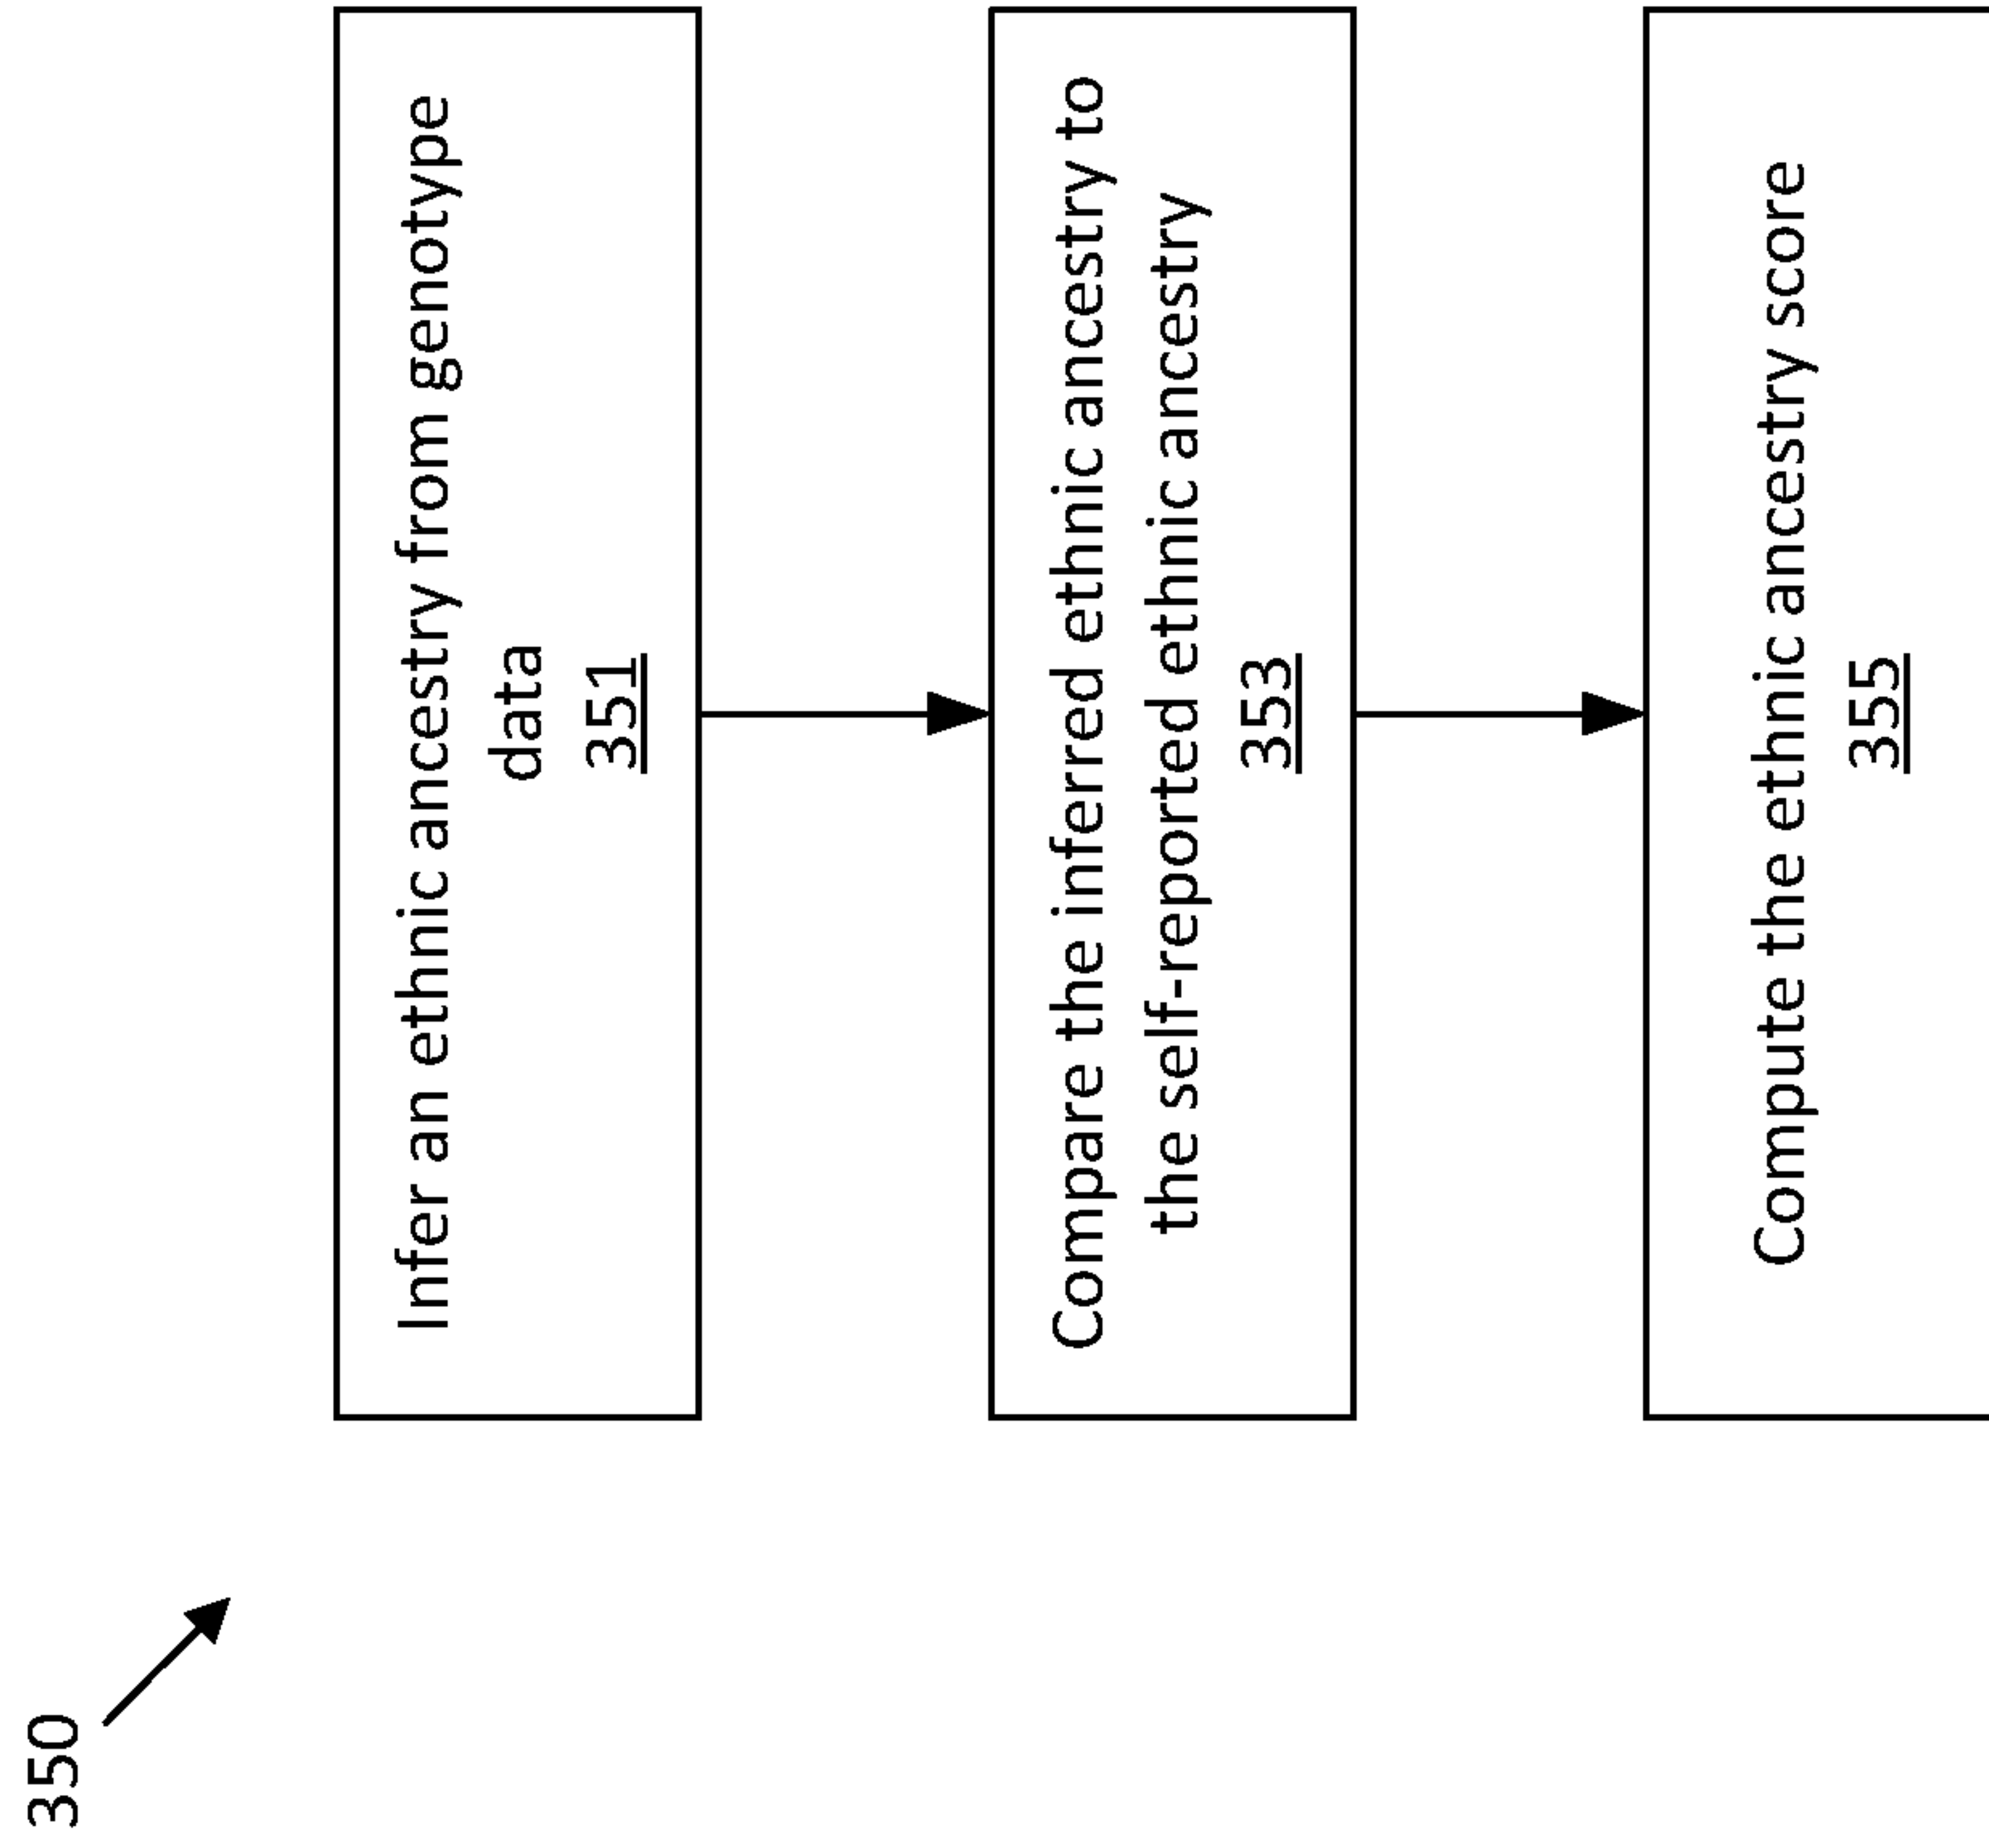 350
Infer an ethnic ancestry from genotype
data
351
Compare the inferred ethnic ancestry to
the self-reported ethnic ancestry
353
Compute the ethnic ancestry score
355